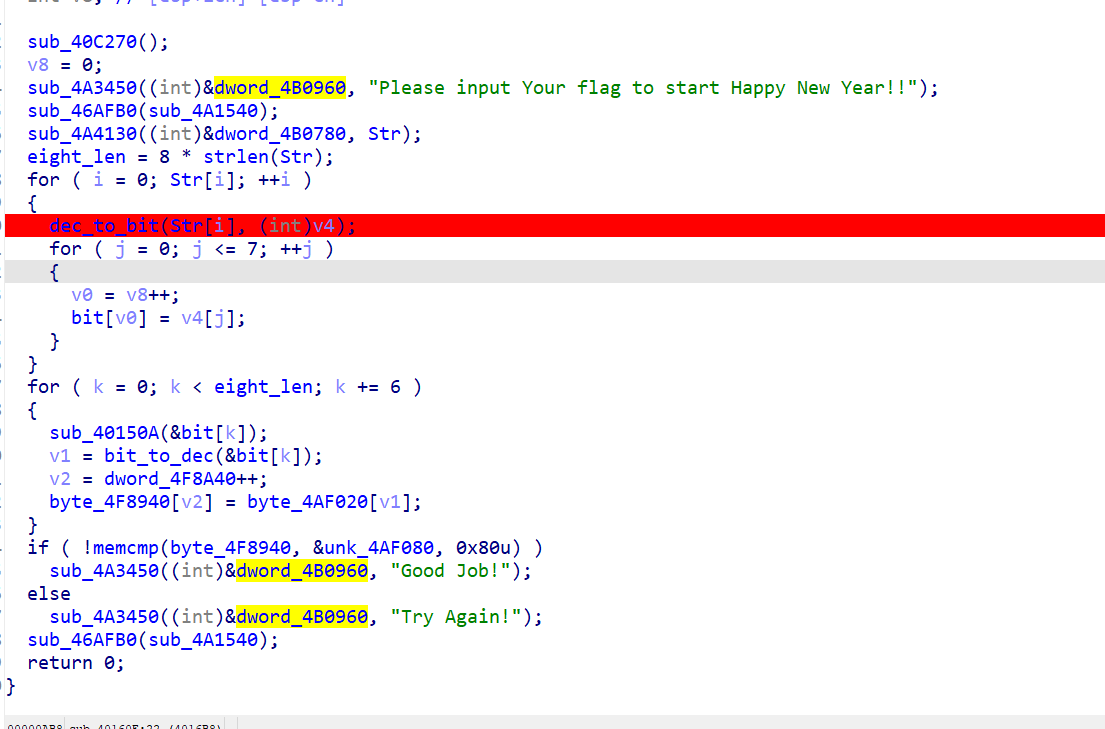 sub_40C270();
v8 = 0;
sub_4A3450((int)&dword_4B0960, "Please input Your flag to start Happy New Year!!");
sub_46AFB0(sub_4A1540);
sub_4A4130((int)&dword_4B0780, Str);
eight_len = 8 * strlen(Str);
for ( i = 0; Str[i]; ++i )
{
dec_to_bit(Str[i], (int)v4);
for ( j = 0; j <= 7; ++j )
{
v0 = v8++;
bit[v0] = v4[j];
}
}
for ( k = 0; k < eight_len; k += 6 )
{
sub_40150A(&bit[k]);
v1 = bit_to_dec(&bit[k]);
v2 = dword_4F8A40++;
byte_4F8940[v2] = byte_4AF020[v1];
}
if ( !memcmp(byte_4F8940, &unk_4AF080, 0x80u) )
sub_4A3450((int)&dword_4B0960, "Good Job!");
else
sub_4A3450((int)&dword_4B0960, "Try Again!");
sub_46AFB0(sub_4A1540);
return 0;
}